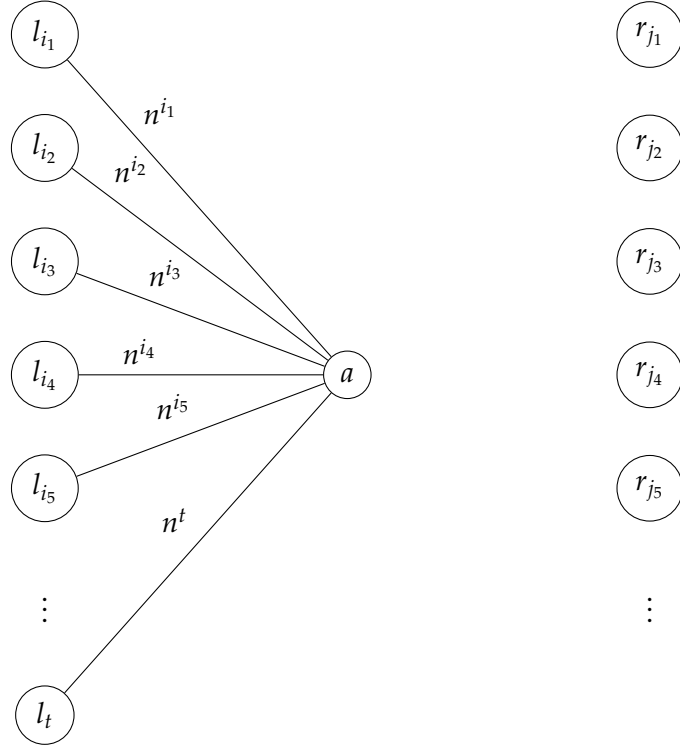 l_{i_1} r_{j_1}
n^{i_1}
l_{i_2} n^{i_2} r_{j_2}
l_{i_3} n^{i_3} r_{j_3}
l_{i_4} n^{i_4} a r_{j_4}
n^{i_5}
l_{i_5} r_{j_5}
n^t
⋮ ⋮
l_t